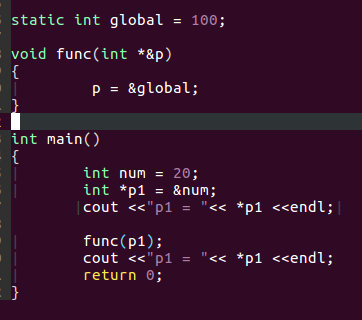 static int global = 100;
void func(int *&p)
{
p = &global;
}
int main()
{
int num = 20;
int *p1 = &num;
cout <<"p1 = "<< *p1 <<endl;
func(p1);
cout <<"p1 = "<< *p1 <<endl;
return 0;
}